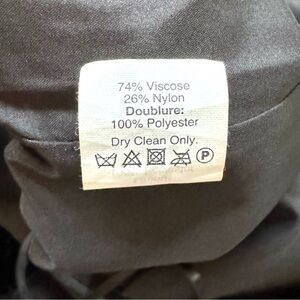 74% Viscose
26% Nylon
Doublure:
100% Polyester
Dry Clean Only.
P